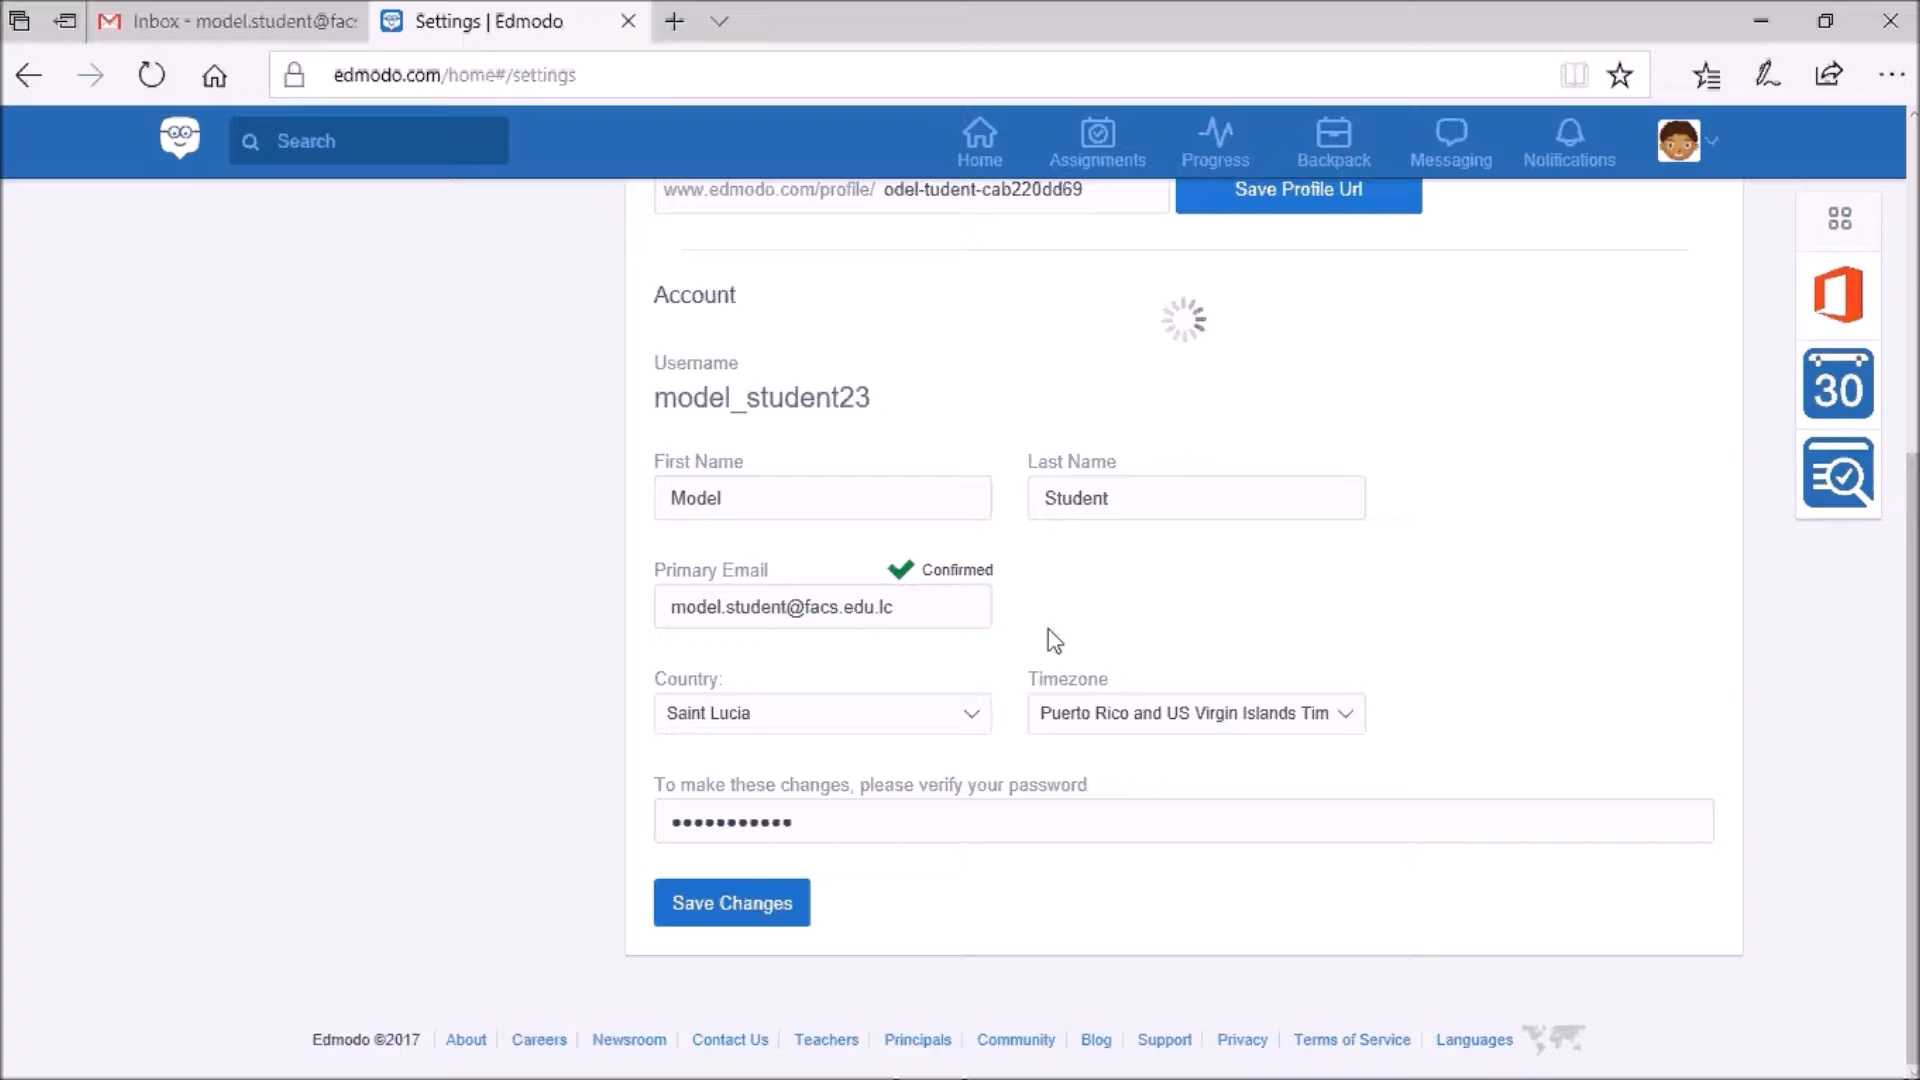 Inbox - model.student@fac
Settings | Edmodo
edmodo.com/home#/settings
Search
Home
Assignments
Progress
Backpack
Messaging
Notifications
www.edmodo.com/profile/ odel-tudent-cab220dd69
Save Profile Url
Account
Username
model_student23
First Name
Last Name
Model
Student
Primary Email
Confirmed
model.student@facs.edu.lc
Country:
Timezone
Saint Lucia
Puerto Rico and US Virgin Islands Tim
To make these changes, please verify your password
•••••••••••
Save Changes
30
Edmodo ©2017 About Careers Newsroom Contact Us Teachers Principals Community Blog Support Privacy Terms of Service Languages